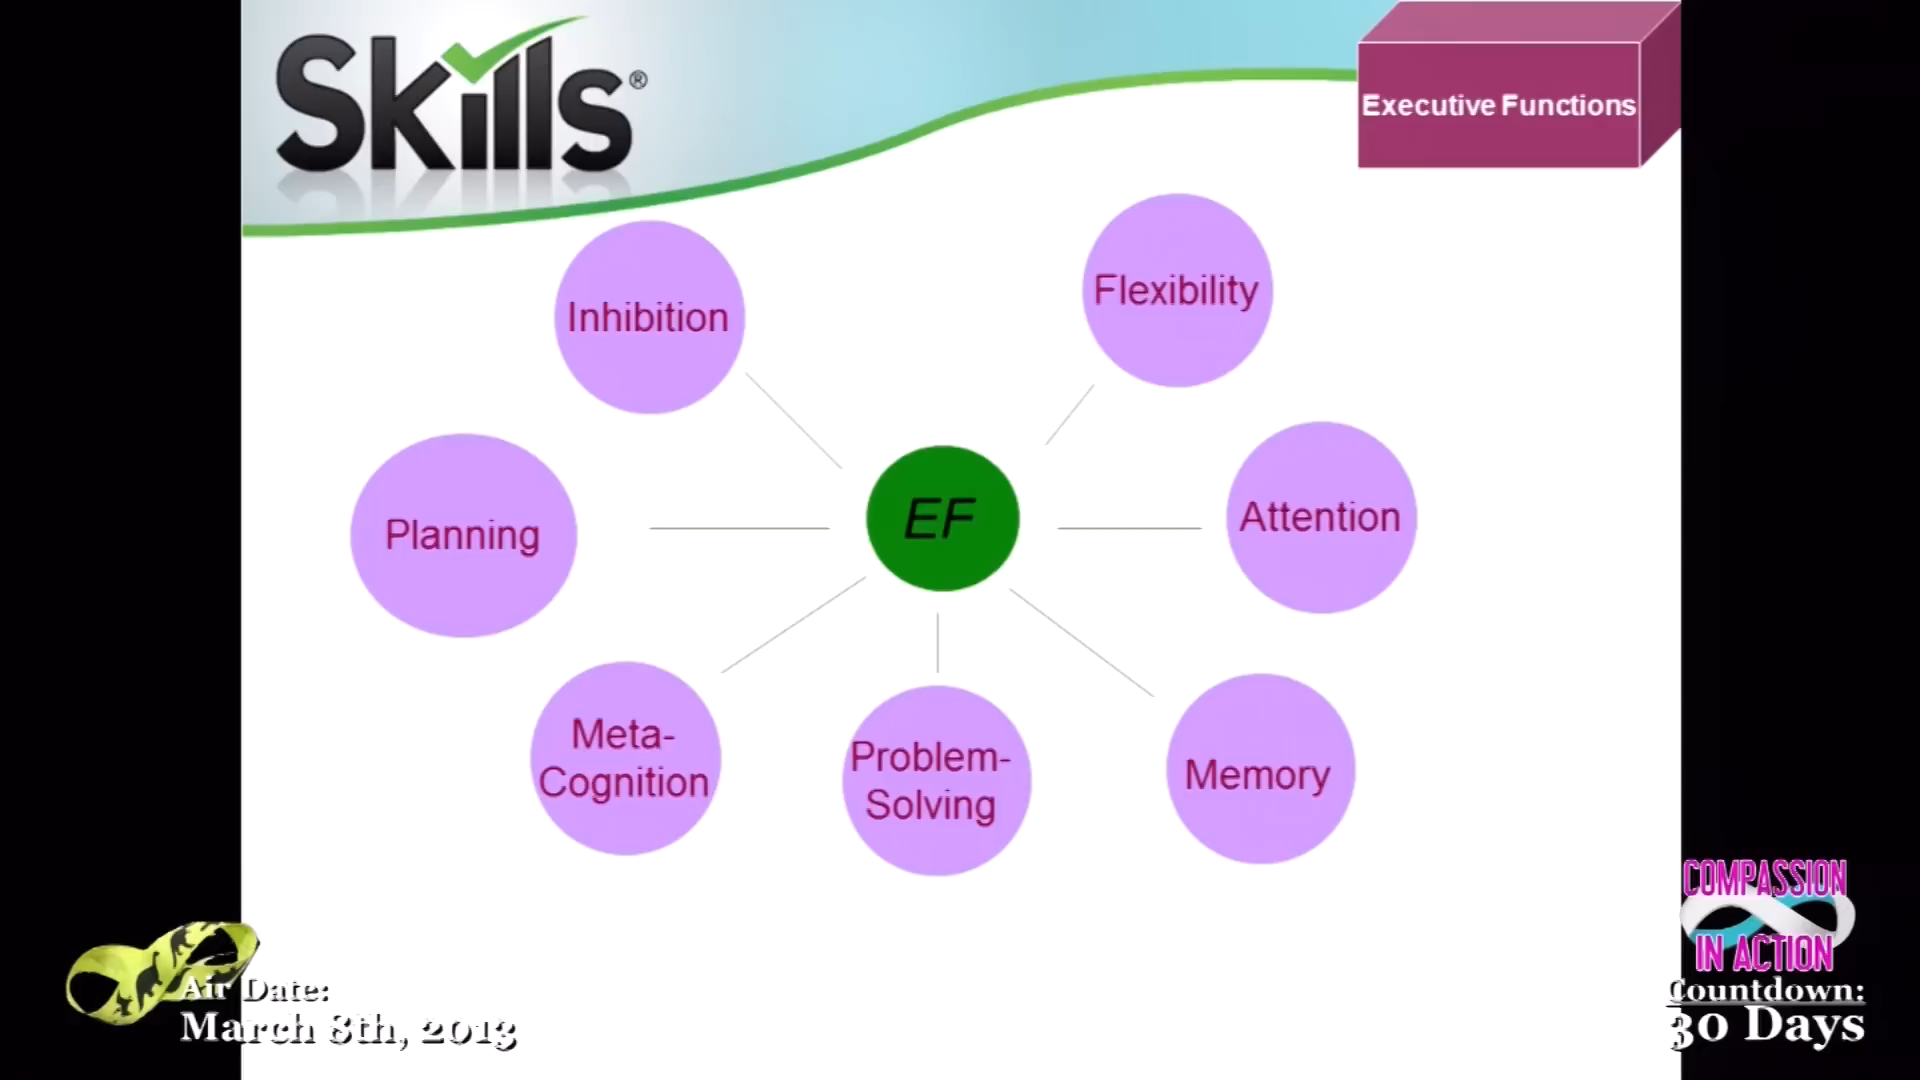 Skills®
Executive Functions
Inhibition
Flexibility
Planning
EF
Attention
Meta-
Cognition
Problem-
Solving
Memory
Air Date:
March 8th, 2013
COMPASSION
IN ACTION
Countdown:
30 Days